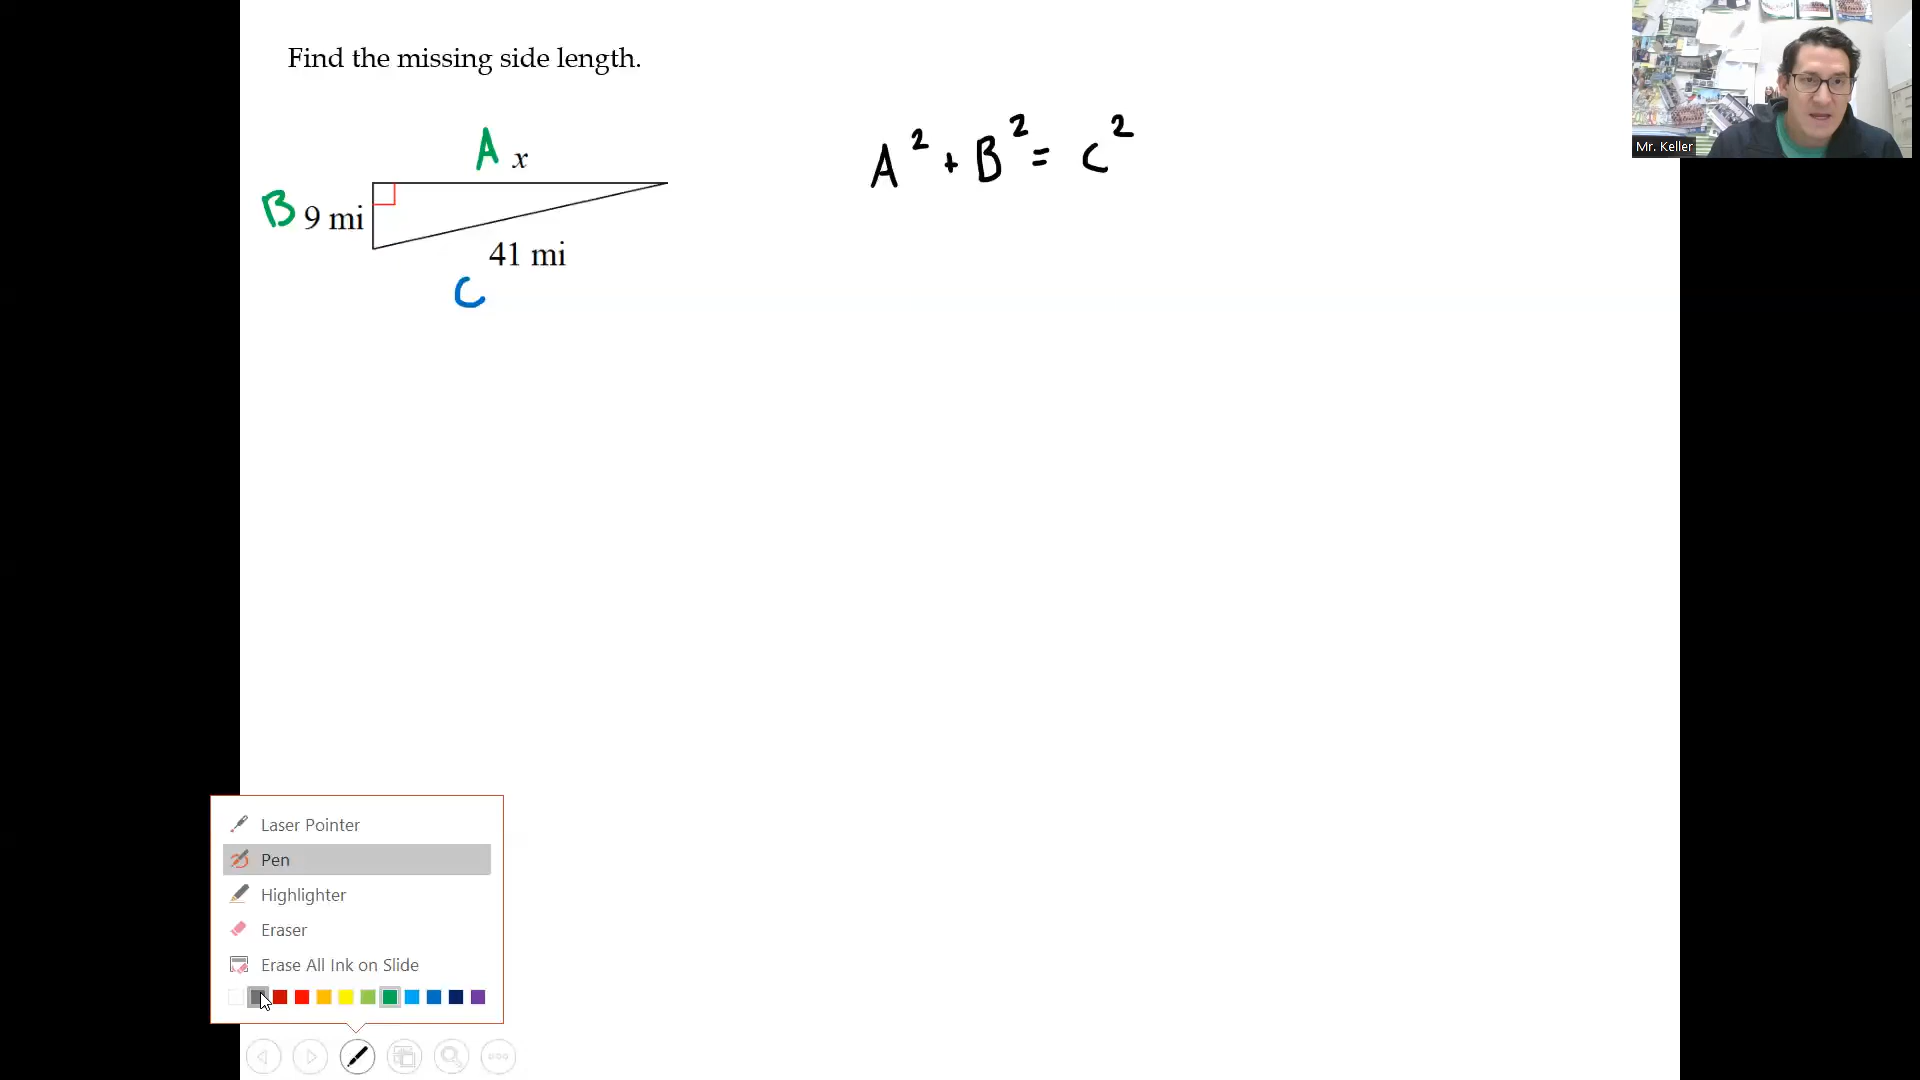 Find the missing side length.
A x
A² + B² = C²
B 9 mi
41 mi
C
Mr. Keller
Laser Pointer
Pen
Highlighter
Eraser
Erase All Ink on Slide